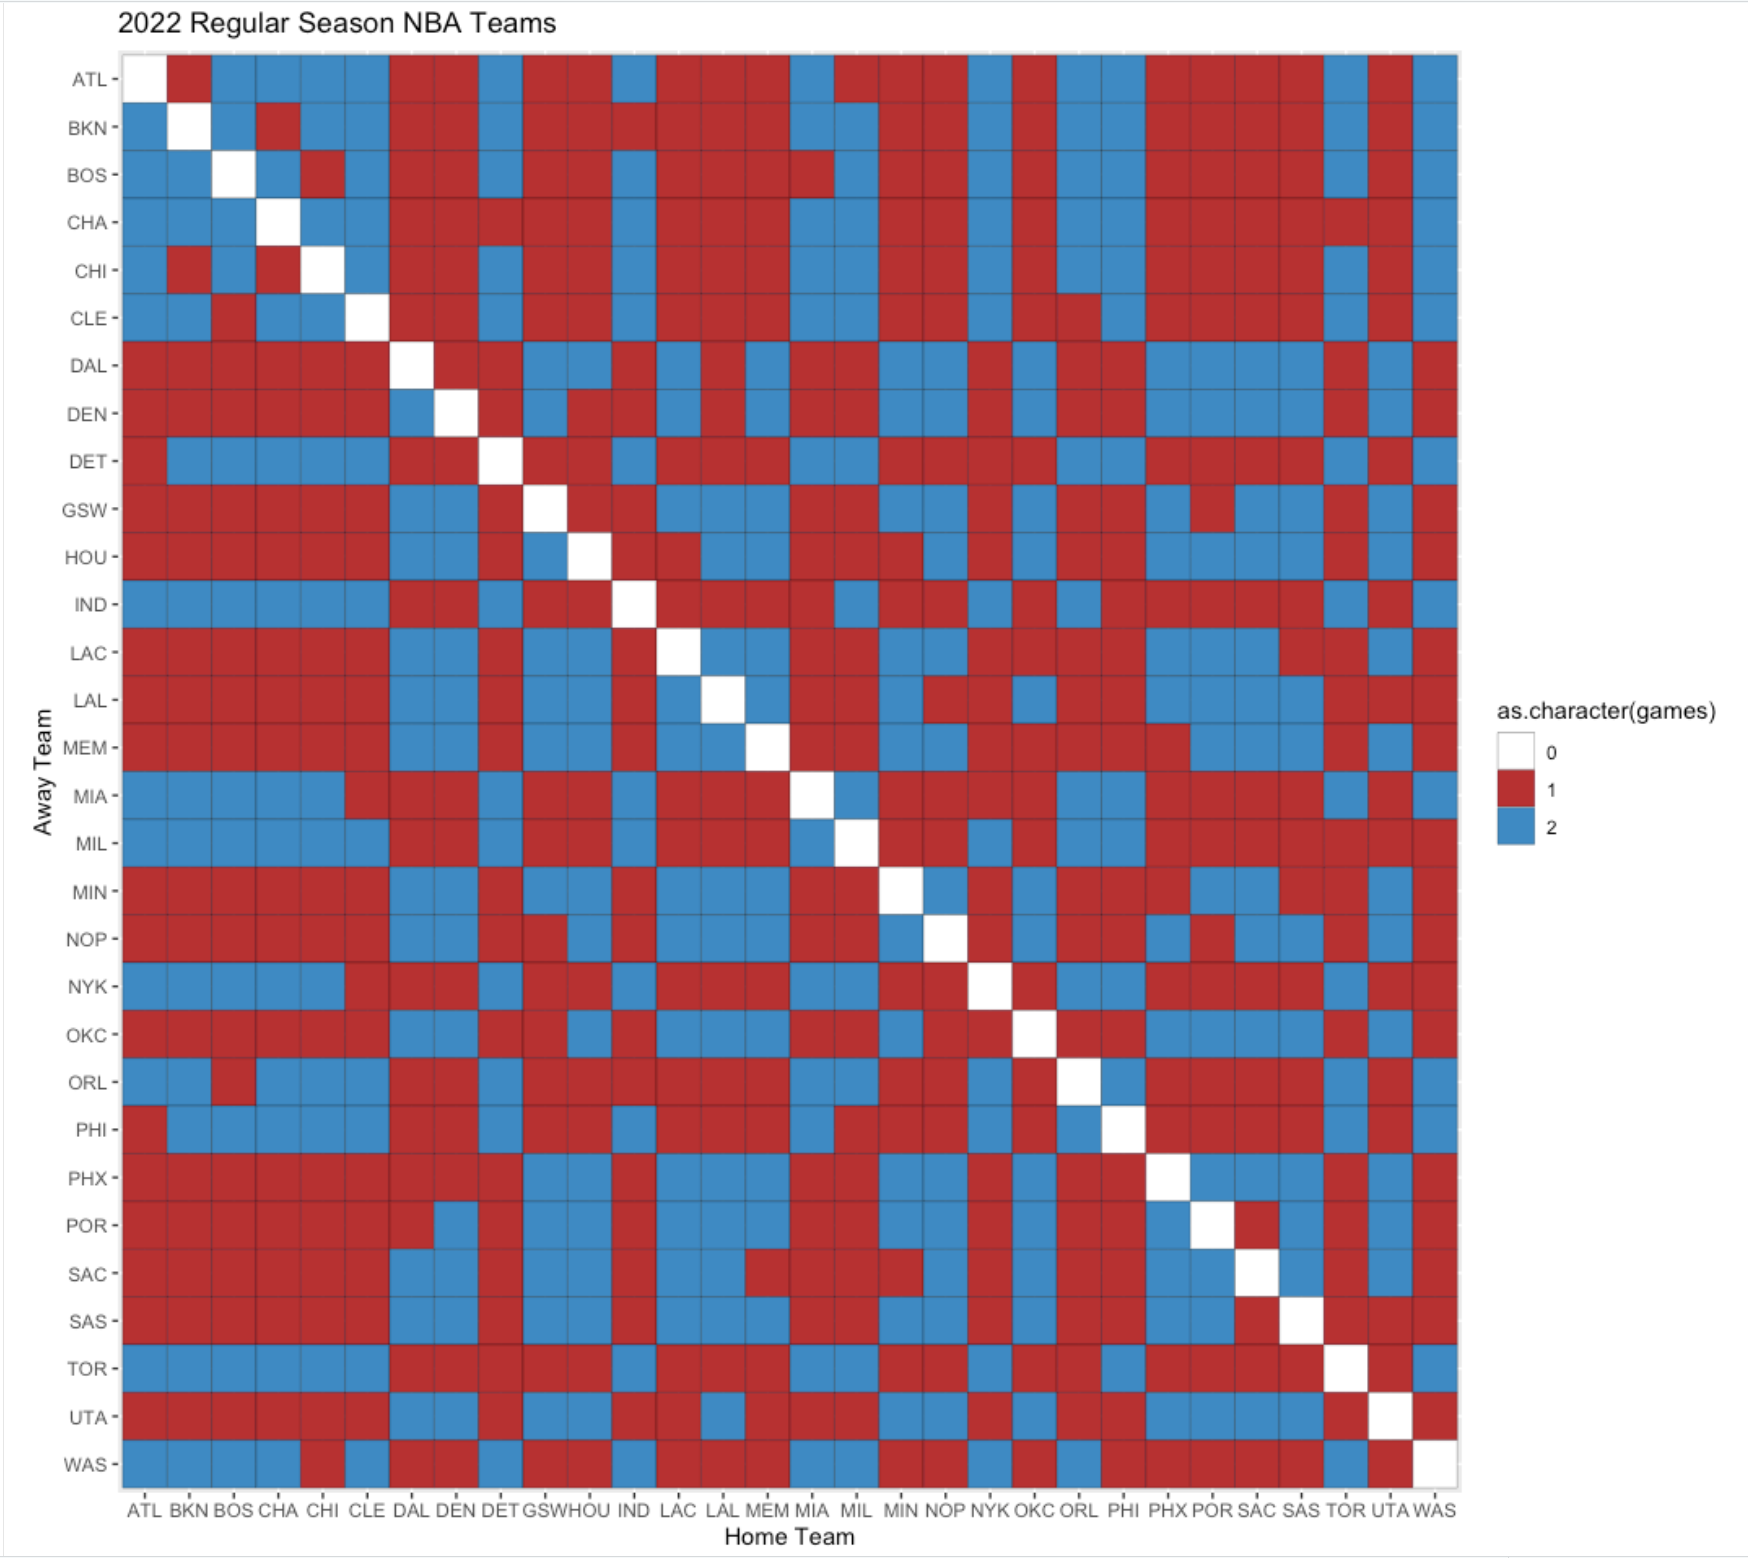 2022 Regular Season NBA Teams
ATL
BKN
BOS
CHA
CHI
CLE
DAL
DEN
DET
GSW
HOU
IND
LAC
LAL
MEM
MIA
MIL
MIN
NOP
NYK
OKC
ORL
PHI
PHX
POR
SAC
SAS
TOR
UTA
WAS
Away Team
ATL BKN BOS CHA CHI CLE DAL DEN DET GSW HOU IND LAC LAL MEM MIA MIL MIN NOP NYK OKC ORL PHI PHX POR SAC SAS TOR UTA WAS
Home Team
as.character(games)
0
1
2